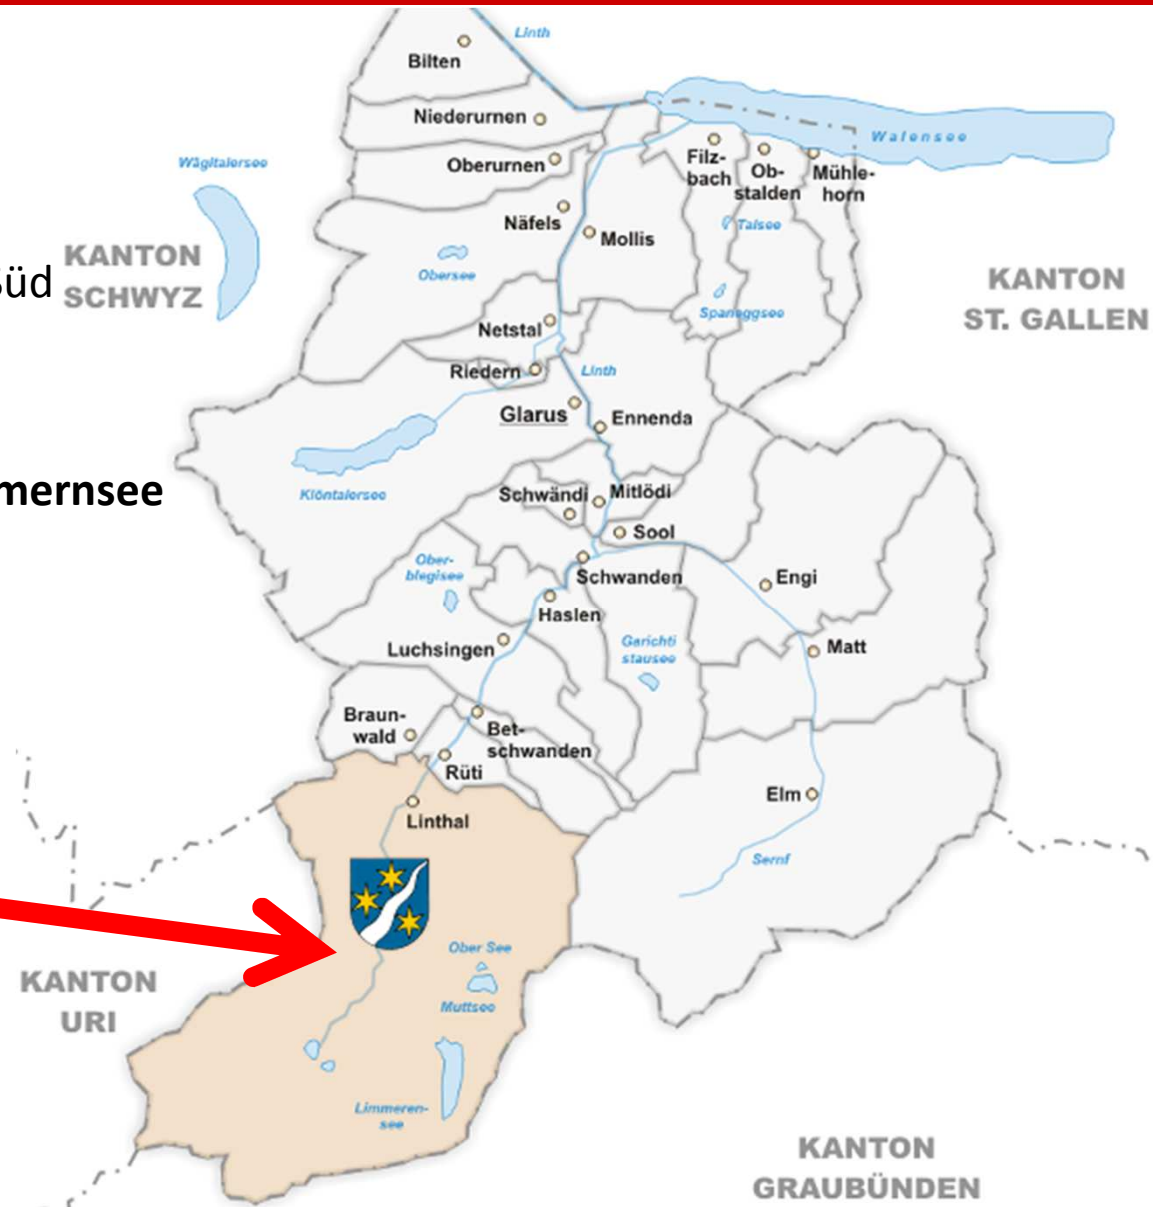 Linth
Bilten
Niederurnen
Walensee
Oberurnen
Wägitalersee
Filz-
bach
Ob-
stalden
Mühle-
horn
Näfels
Mollis
Talsee
KANTON
SCHWYZ
Süd
Obersee
KANTON
ST. GALLEN
Spaneggsee
Netstal
Riedern
Linth
Glarus
Ennenda
mernsee
Klöntalersee
Schwändi
Mitlödi
Sool
Ober-
blegisee
Schwanden
Engi
Haslen
Luchsingen
Garichti
stausee
Matt
Braun-
wald
Bet-
schwanden
Rüti
Elm
Linthal
Sernf
Ober See
KANTON
URI
Muttsee
Limmeren-
see
KANTON
GRAUBÜNDEN